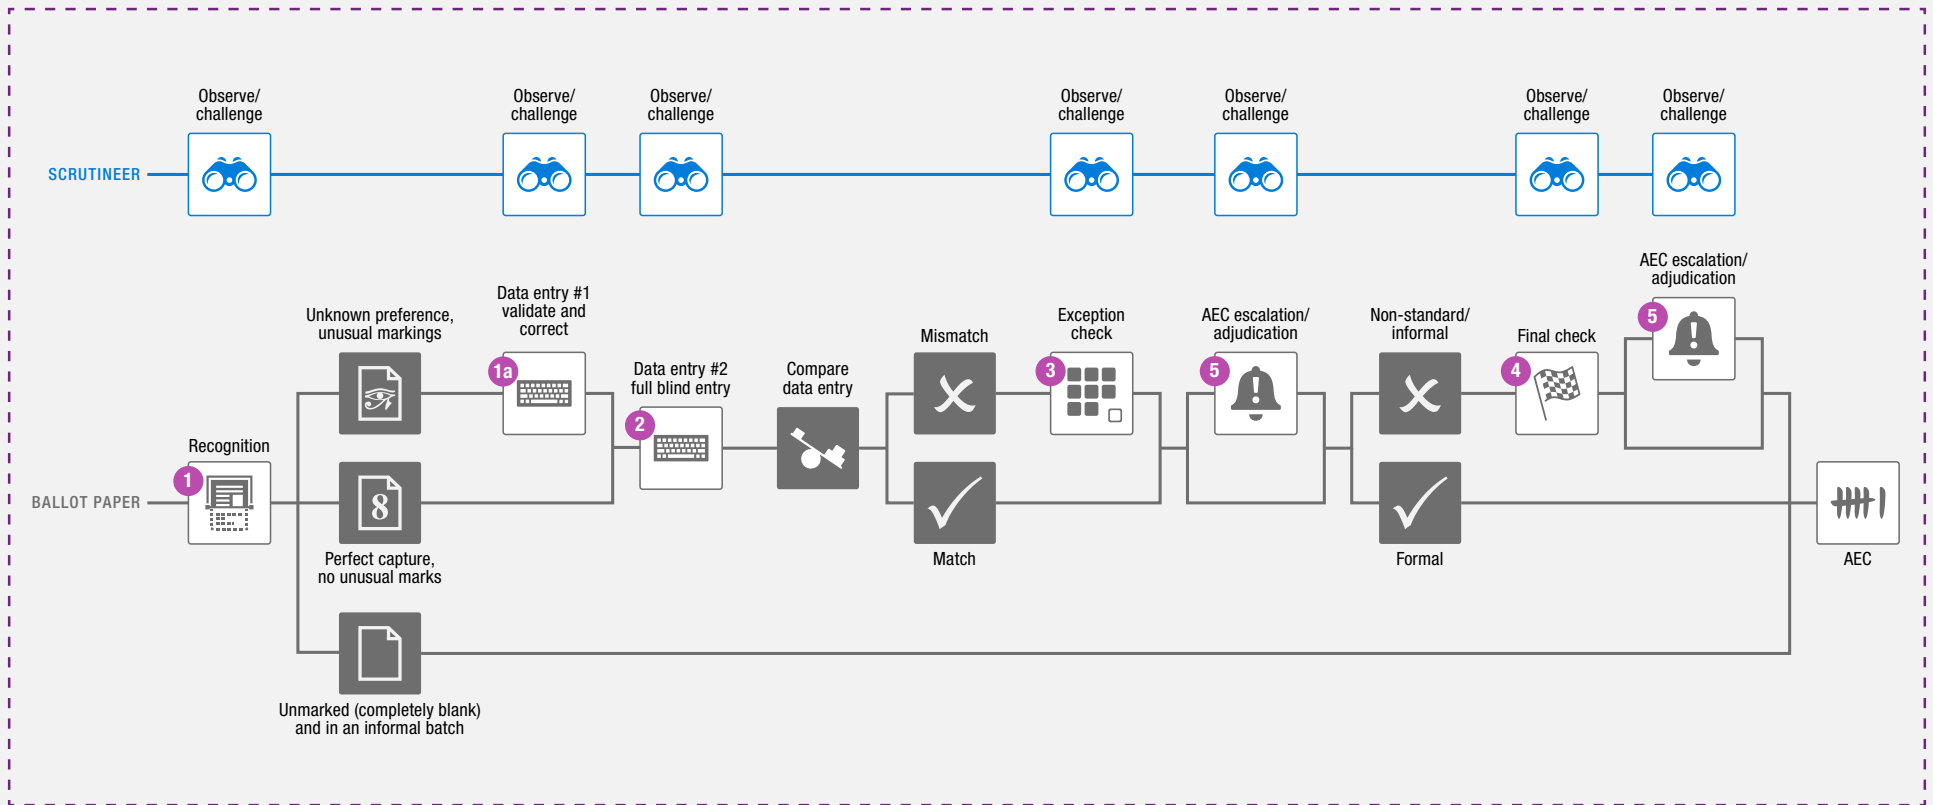 Observe/
challenge
Observe/
challenge
Observe/
challenge
Observe/
challenge
Observe/
challenge
Observe/
challenge
Observe/
challenge
SCRUTINEER
BALLOT PAPER
Recognition
1
Unknown preference,
unusual markings
8
Perfect capture,
no unusual marks
Unmarked (completely blank)
and in an informal batch
Data entry #1
validate and
correct
1a
Data entry #2
full blind entry
2
Compare
data entry
Mismatch
Match
Exception
check
3
AEC escalation/
adjudication
5
Non-standard/
informal
Formal
Final check
4
AEC escalation/
adjudication
5
AEC